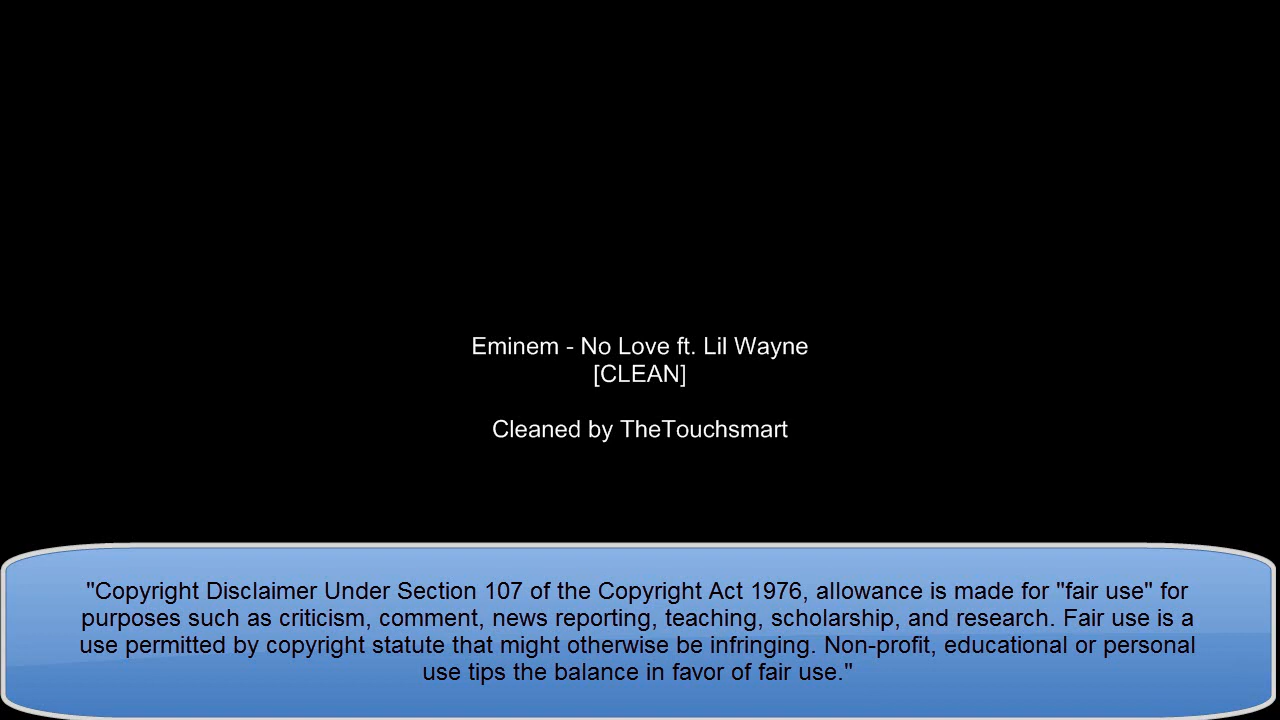 Eminem - No Love ft. Lil Wayne
[CLEAN]
Cleaned by TheTouchsmart
"Copyright Disclaimer Under Section 107 of the Copyright Act 1976, allowance is made for "fair use" for
purposes such as criticism, comment, news reporting, teaching, scholarship, and research. Fair use is a
use permitted by copyright statute that might otherwise be infringing. Non-profit, educational or personal
use tips the balance in favor of fair use."